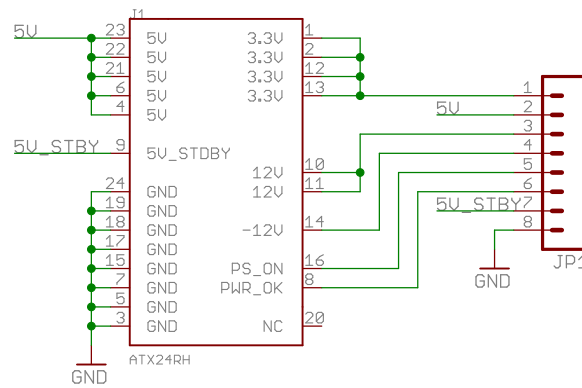 J1
5V 23 5V 3.3V 1
22 5V 3.3V 2
21 5V 3.3V 12
6 5V 3.3V 13 1
4 5V 5V 2
3
5V_STBY 9 5V_STDBY 4
12V 10 5
24 GND 12V 11 6
19 GND 5V_STBY 7
18 GND -12V 14 8
17 GND
15 GND PS_ON 16 JP1
7 GND PWR_OK 8 GND
5 GND
3 GND NC 20
ATX24RH
GND